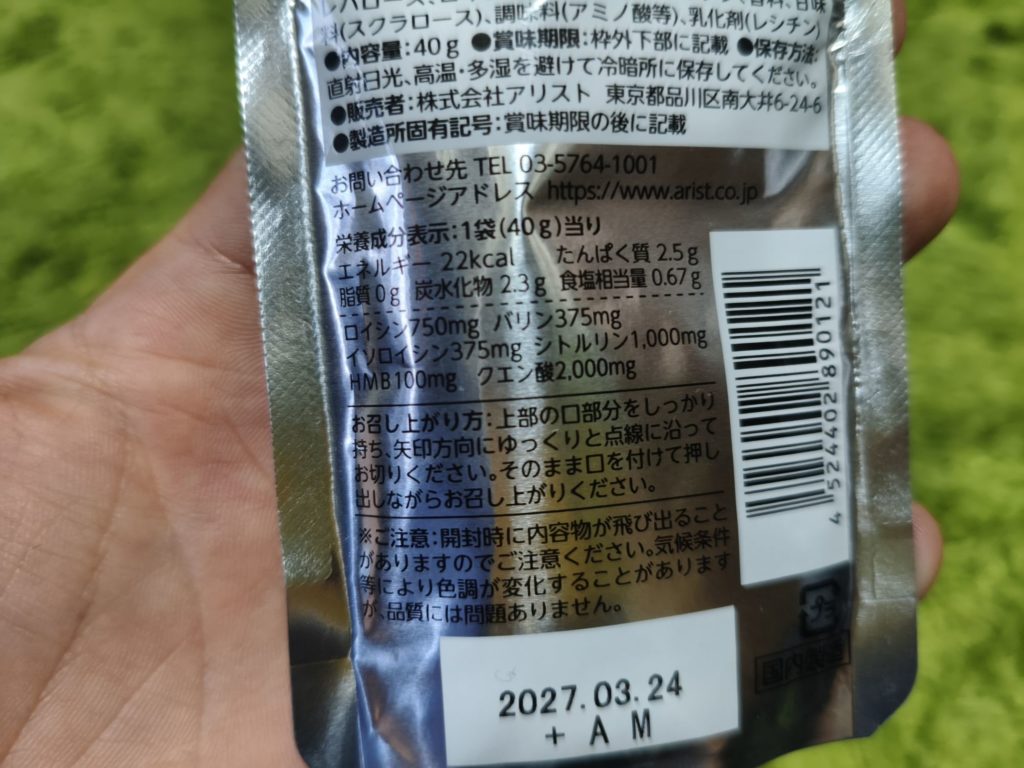 料(スクラロース)、調味料(アミノ酸等)、乳化剤(レシチン)
●内容量:40g ●賞味期限:枠外下部に記載 ●保存方法:
直射日光、高温・多湿を避けて冷暗所に保存してください。
●販売者:株式会社アリスト 東京都品川区南大井6-24-6
●製造所固有記号:賞味期限の後に記載
お問い合わせ先 TEL 03-5764-1001
ホームページアドレス https://www.arist.co.jp
栄養成分表示:1袋(40g)当り
エネルギー 22kcal たんぱく質 2.5g
脂質 0g 炭水化物 2.3g 食塩相当量 0.67g
ロイシン750mg バリン375mg
イソロイシン375mg シトルリン1,000mg
HMB100mg クエン酸2,000mg
お召し上がり方:上部の口部分をしっかり
持ち、矢印方向にゆっくりと点線に沿って
お切りください。そのまま口を付けて押し
出しながらお召し上がりください。
※ご注意:開封時に内容物が飛び出ること
がありますのでご注意ください。気候条件
等により色調が変化することがあります
が、品質には問題ありません。
4524402890121
国内製造
2027.03.24
+AM